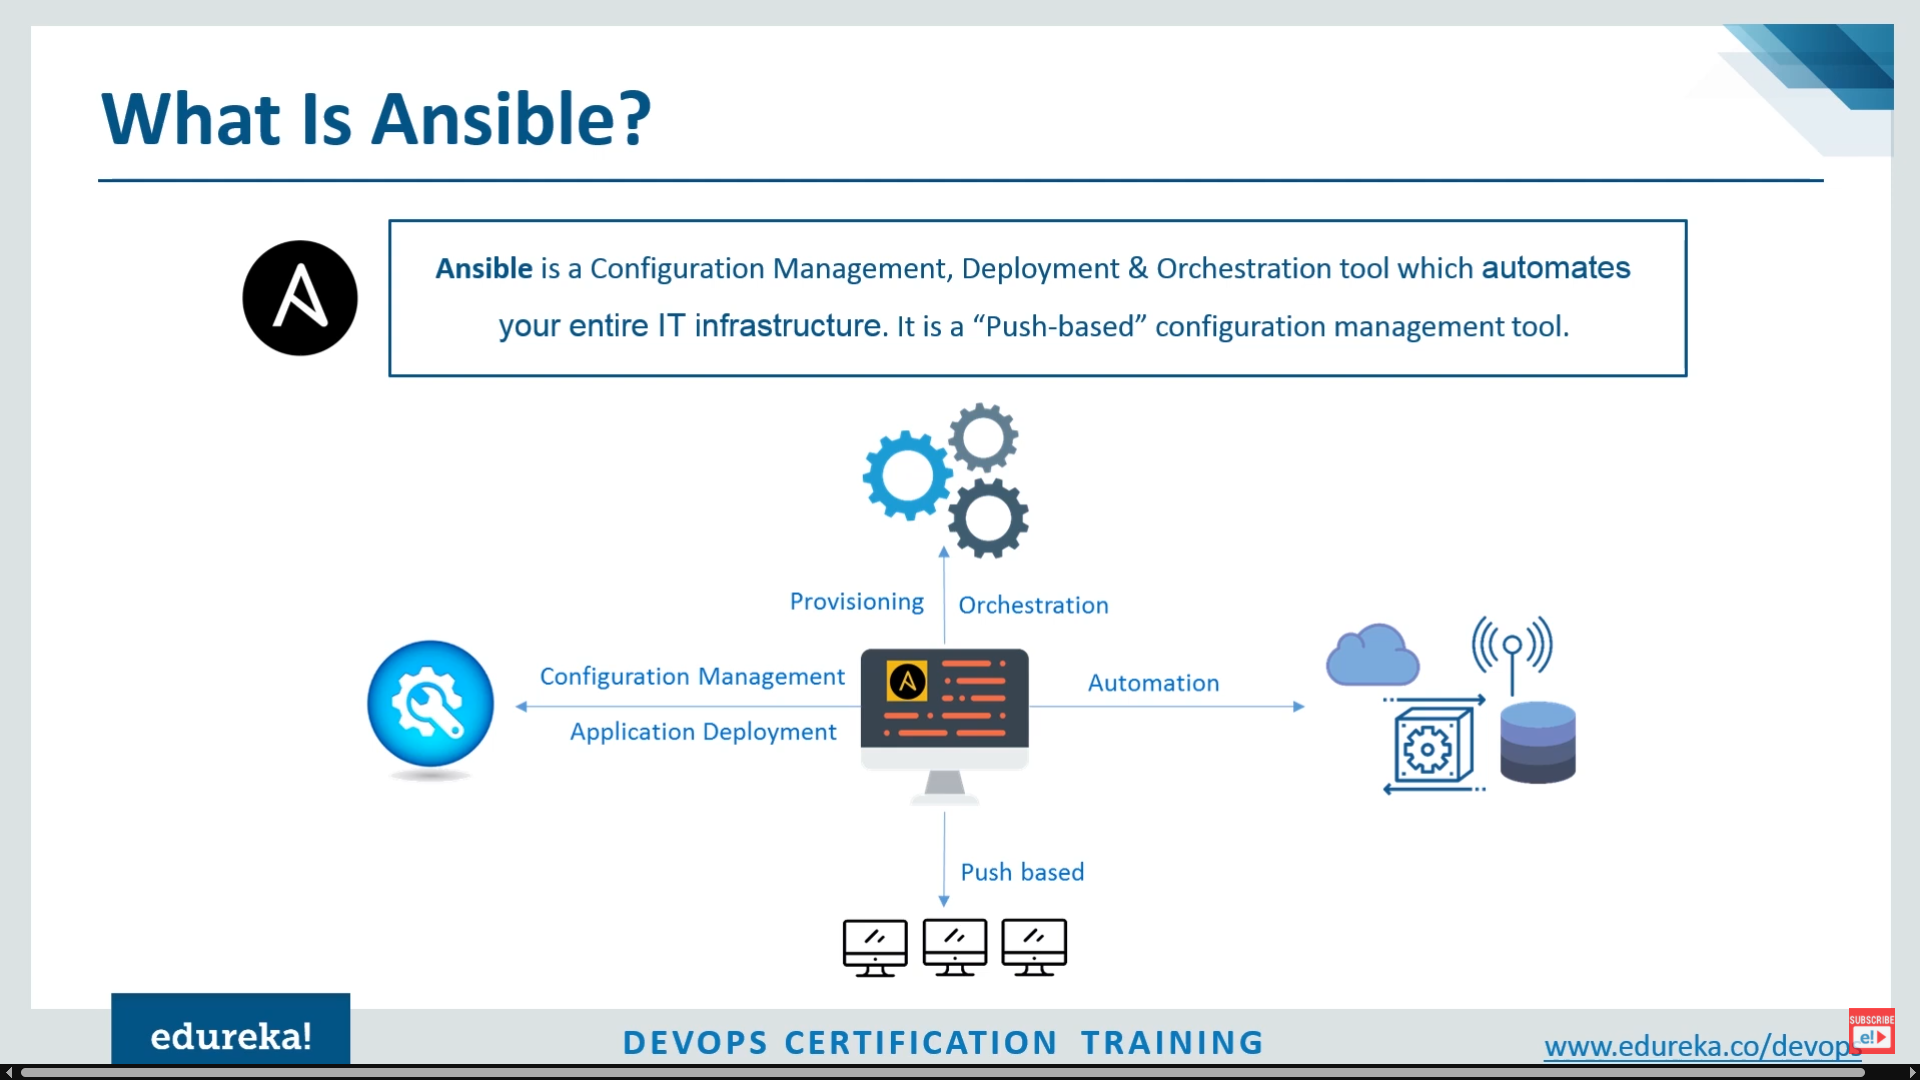 What Is Ansible?
Ansible is a Configuration Management, Deployment & Orchestration tool which automates
your entire IT infrastructure. It is a “Push-based” configuration management tool.
Provisioning
Orchestration
Configuration Management
Application Deployment
Automation
Push based
edureka!
DEVOPS CERTIFICATION TRAINING
www.edureka.co/devops
SUBSCRIBE
e!